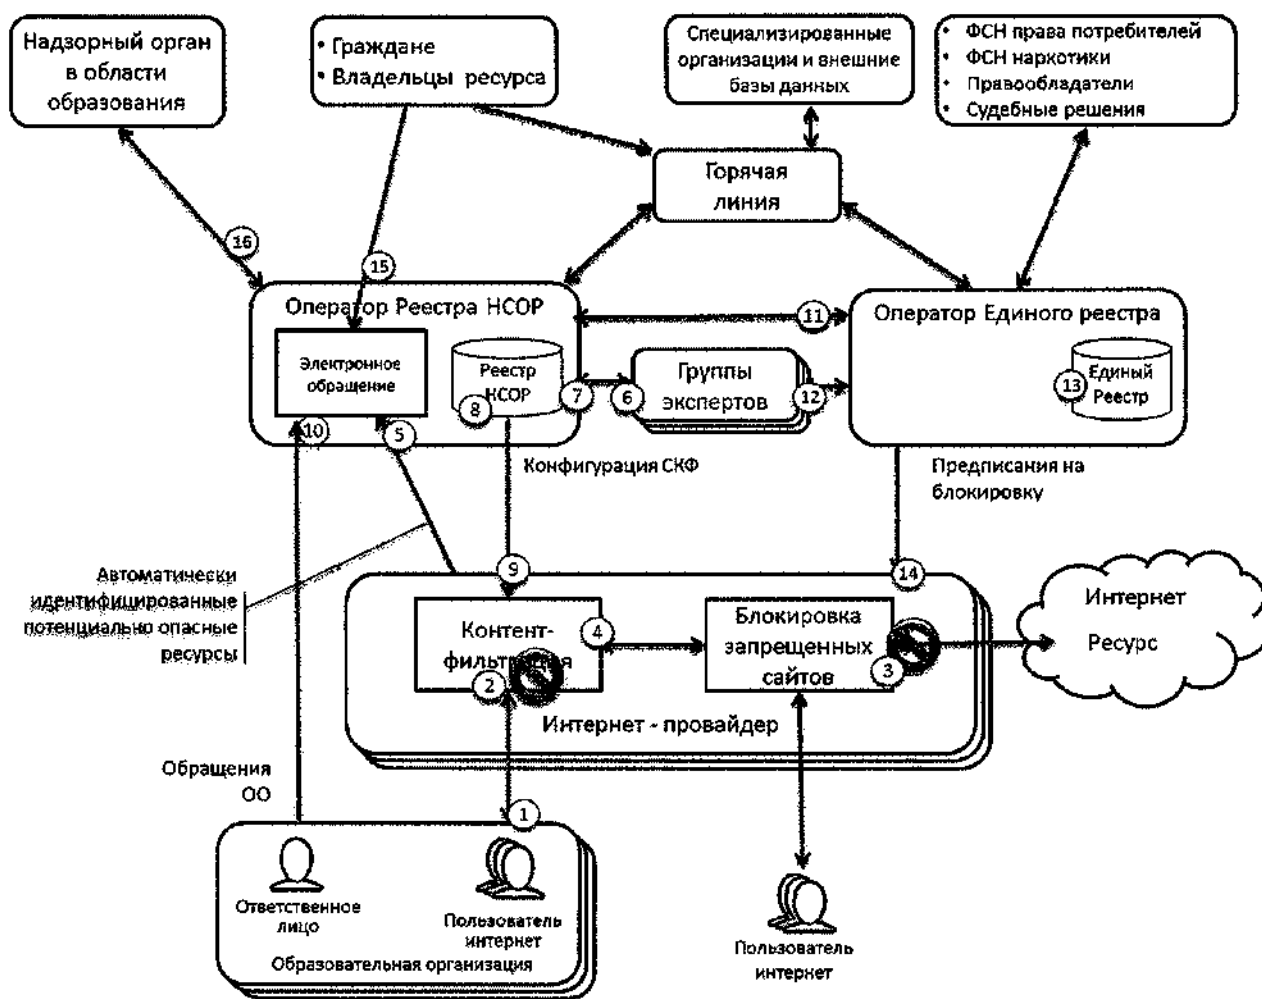 Надзорный орган
в области
образования
• Граждане
• Владельцы ресурса
Специализированные
организации и внешние
базы данных
• ФСН права потребителей
• ФСН наркотики
• Правообладатели
• Судебные решения
Горячая
линия
16
15
Оператор Реестра НСОР
11
Оператор Единого реестра
Электронное
обращение
Реестр
НСОР
8
7
6
Группы
экспертов
12
13
Единый
Реестр
10
5
Конфигурация СКФ
Предписания на
блокировку
Автоматически
идентифицированные
потенциально опасные
ресурсы
9
14
Контент-
фильтрация
4
2
Блокировка
запрещенных
сайтов
3
Интернет
Ресурс
Интернет - провайдер
Обращения
ОО
1
Ответственное
лицо
Пользователь
интернет
Образовательная организация
Пользователь
интернет